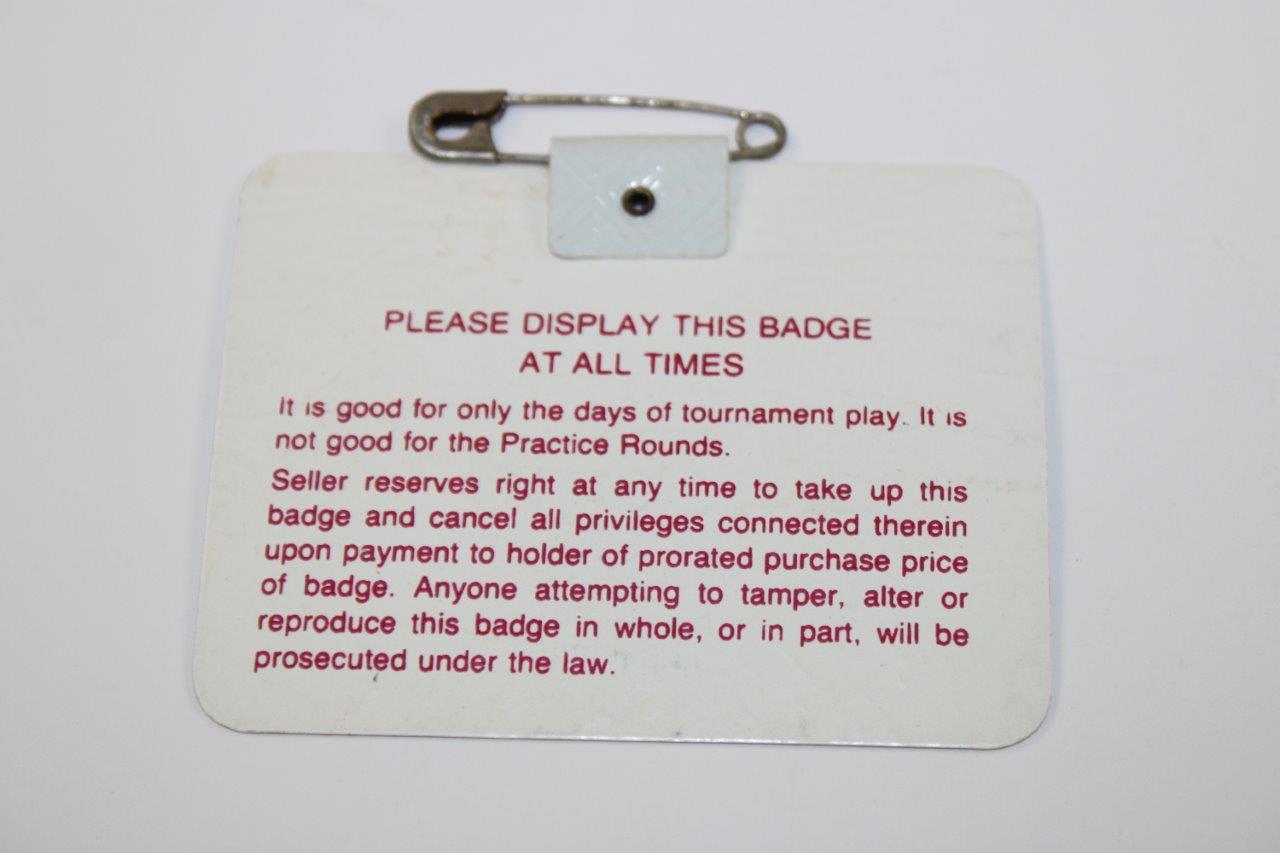 PLEASE DISPLAY THIS BADGE
AT ALL TIMES
It is good for only the days of tournament play. It is
not good for the Practice Rounds.
Seller reserves right at any time to take up this
badge and cancel all privileges connected therein
upon payment to holder of prorated purchase price
of badge. Anyone attempting to tamper, alter or
reproduce this badge in whole, or in part, will be
prosecuted under the law.